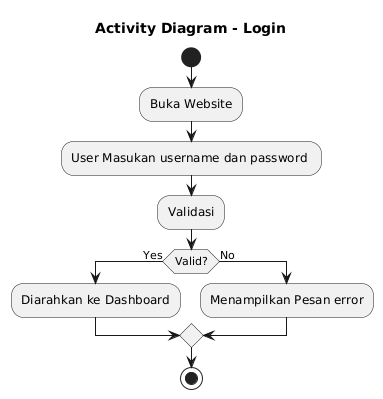 Activity Diagram - Login
Buka Website
User Masukan username dan password
Validasi
Valid?
Yes
No
Diarahkan ke Dashboard
Menampilkan Pesan error